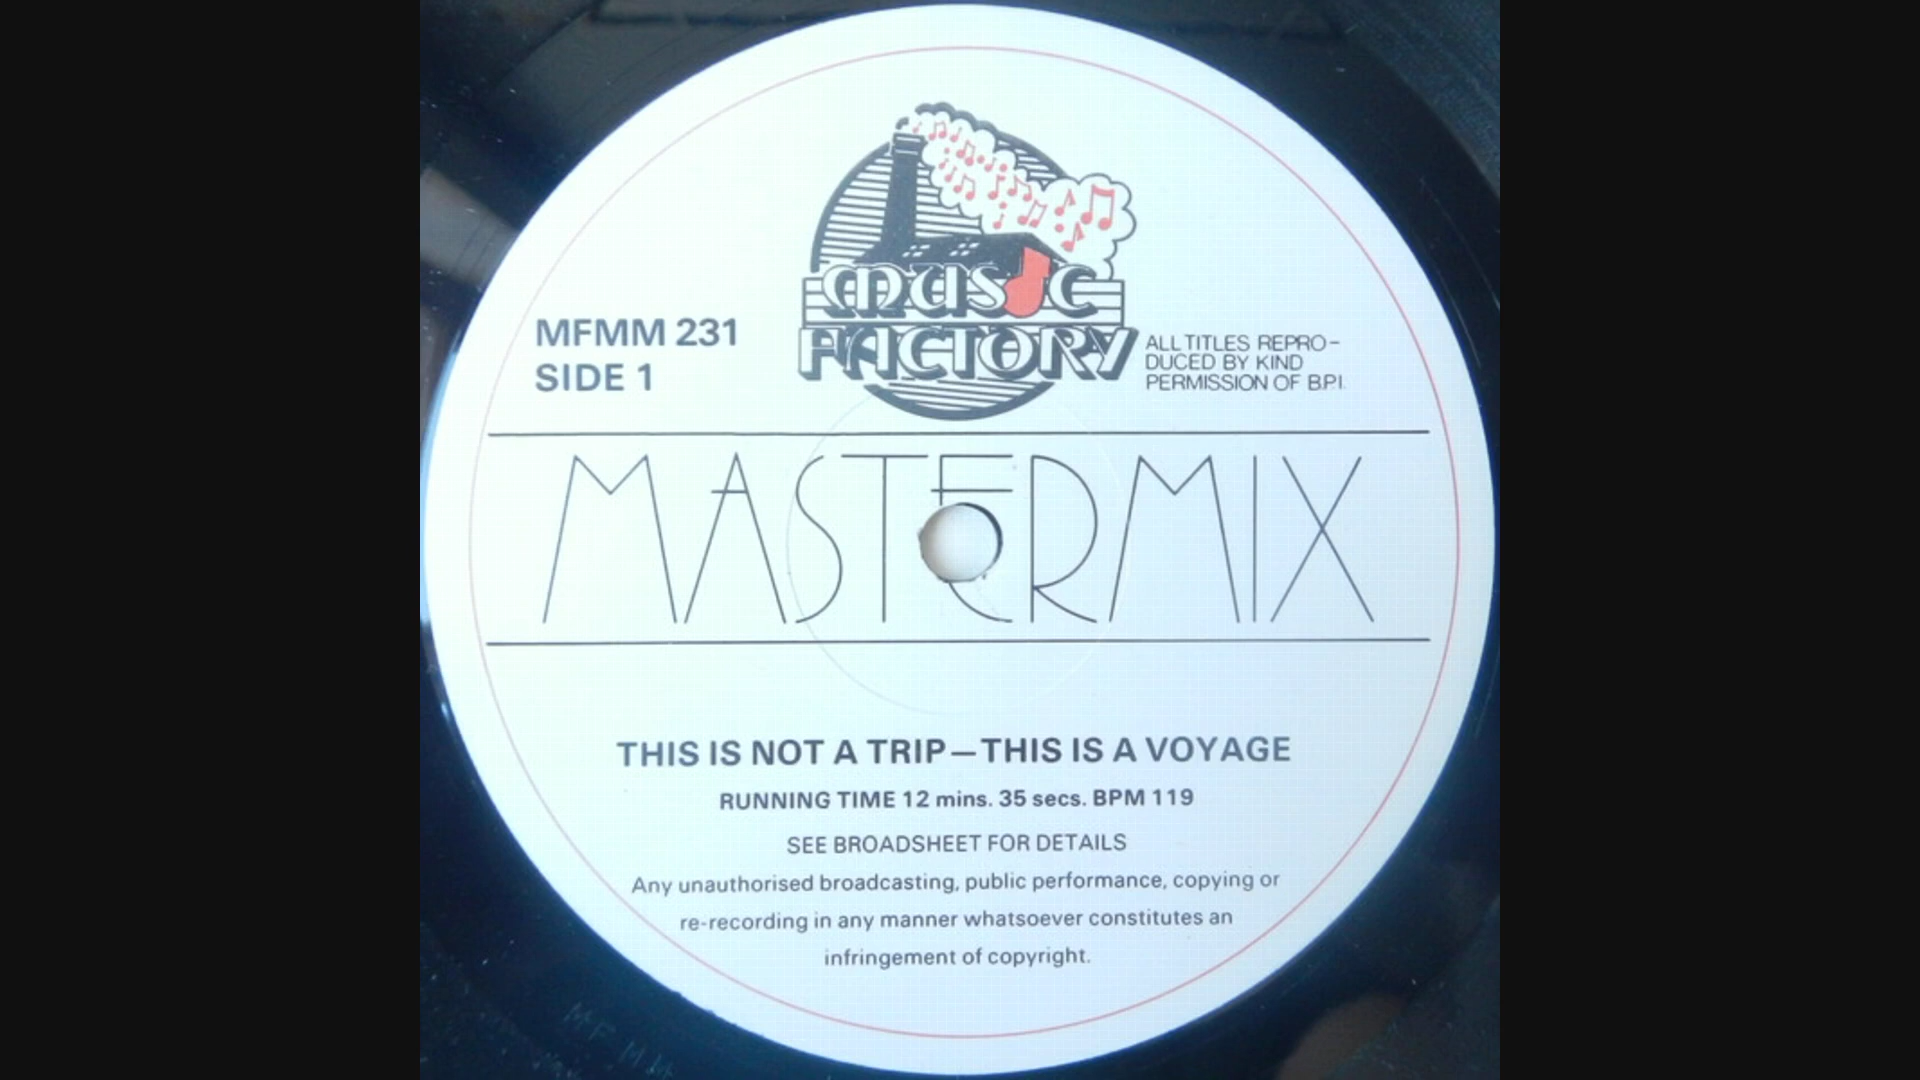 music
FACTORY
MFMM 231
SIDE 1
ALL TITLES REPRO-
DUCED BY KIND
PERMISSION OF B.P.I.
MASTERMIX
THIS IS NOT A TRIP—THIS IS A VOYAGE
RUNNING TIME 12 mins. 35 secs. BPM 119
SEE BROADSHEET FOR DETAILS
Any unauthorised broadcasting, public performance, copying or
re-recording in any manner whatsoever constitutes an
infringement of copyright.